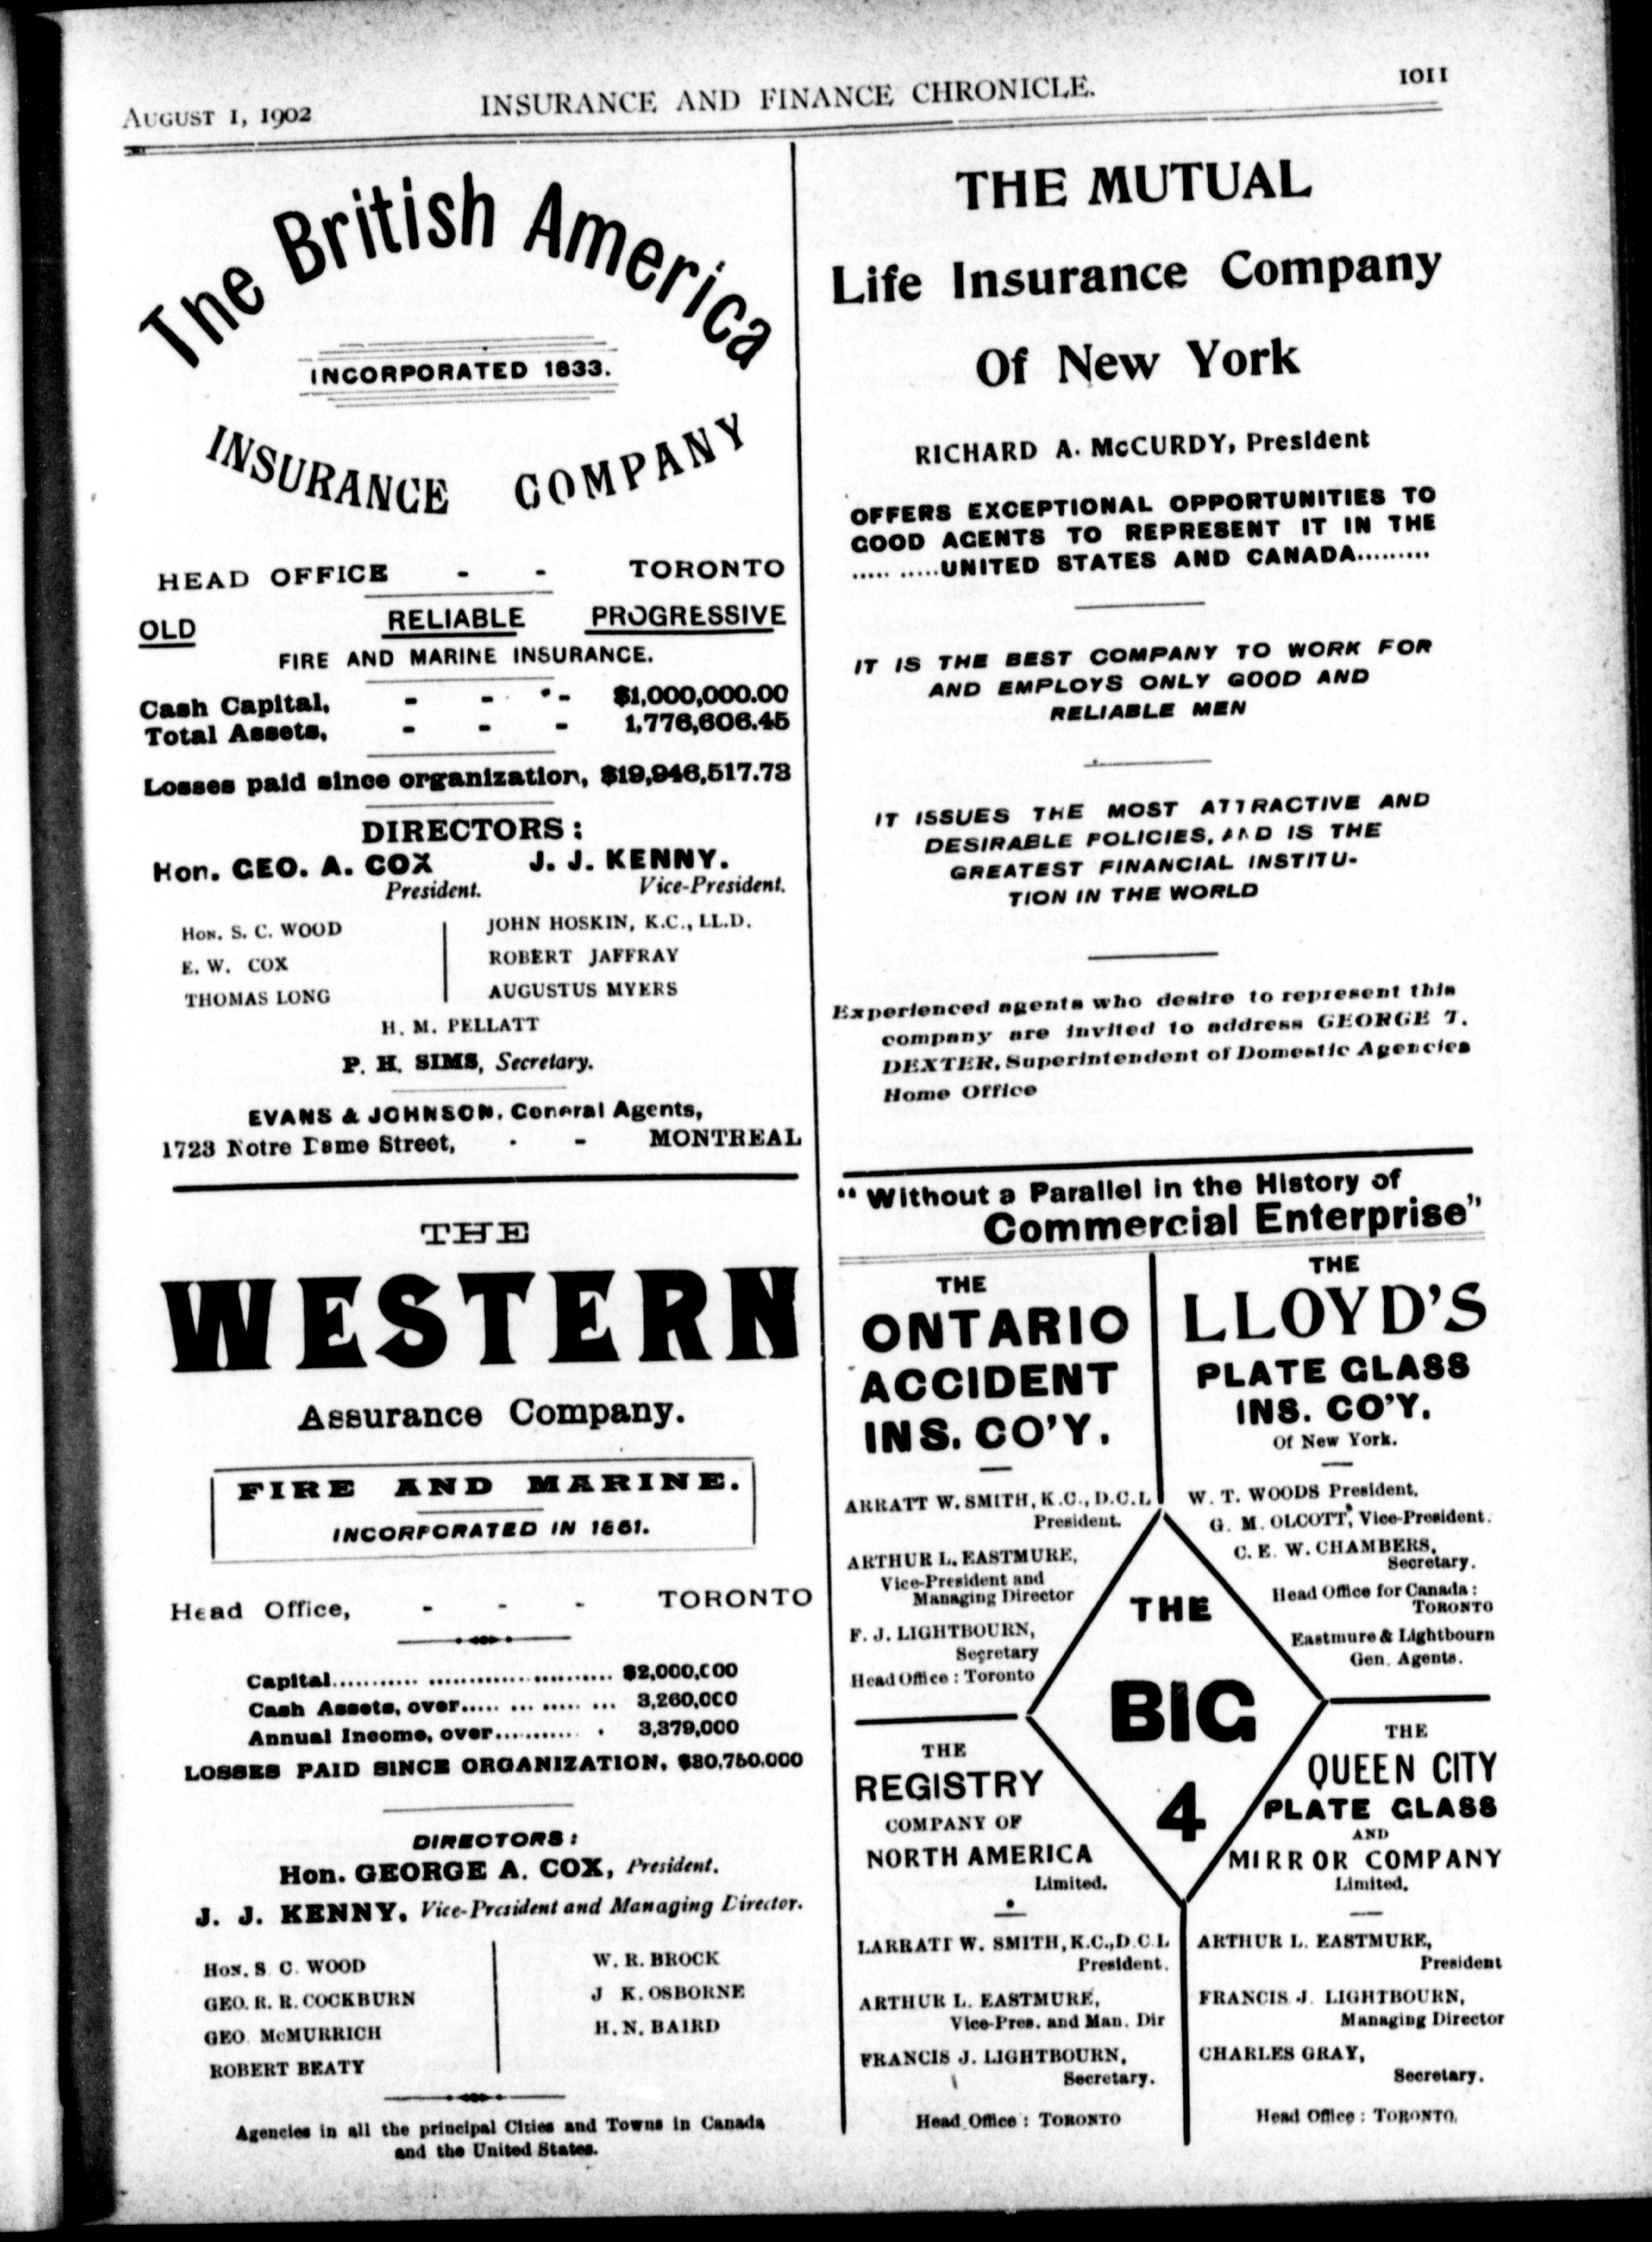 AUGUST 1, 1902 INSURANCE AND FINANCE CHRONICLE. 1011
The British America
INCORPORATED 1833.
INSURANCE COMPANY
HEAD OFFICE - - TORONTO
OLD RELIABLE PROGRESSIVE
FIRE AND MARINE INSURANCE.
Cash Capital, - - - $1,000,000.00
Total Assets, - - - 1,776,606.45
Losses paid since organization, $19,946,517.73
DIRECTORS:
Hon. GEO. A. COX J. J. KENNY.
President. Vice-President.
HON. S. C. WOOD JOHN HOSKIN, K.C., LL.D.
E. W. COX ROBERT JAFFRAY
THOMAS LONG AUGUSTUS MYERS
H. M. PELLATT
P. H. SIMS, Secretary.
EVANS & JOHNSON, General Agents,
1723 Notre Dame Street, - - MONTREAL
THE
WESTERN
Assurance Company.
FIRE AND MARINE.
INCORPORATED IN 1851.
Head Office, - - - TORONTO
Capital.......... ...................... $2,000,000
Cash Assets, over..... ... ..... ... 3,260,000
Annual Income, over.......... . 3,379,000
LOSSES PAID SINCE ORGANIZATION, $30,750,000
DIRECTORS:
Hon. GEORGE A. COX, President.
J. J. KENNY, Vice-President and Managing Director.
HON. S C. WOOD W. R. BROCK
GEO. R. R. COCKBURN J K. OSBORNE
GEO McMURRICH H. N. BAIRD
ROBERT BEATY
Agencies in all the principal Cities and Towns in Canada
and the United States.
THE MUTUAL
Life Insurance Company
Of New York
RICHARD A. McCURDY, President
OFFERS EXCEPTIONAL OPPORTUNITIES TO
GOOD AGENTS TO REPRESENT IT IN THE
..... .....UNITED STATES AND CANADA.........
IT IS THE BEST COMPANY TO WORK FOR
AND EMPLOYS ONLY GOOD AND
RELIABLE MEN
IT ISSUES THE MOST ATTRACTIVE AND
DESIRABLE POLICIES, AND IS THE
GREATEST FINANCIAL INSTITU-
TION IN THE WORLD
Experienced agents who desire to represent this
company are invited to address GEORGE T.
DEXTER, Superintendent of Domestic Agencies
Home Office
"Without a Parallel in the History of
Commercial Enterprise"
THE
ONTARIO
ACCIDENT
INS. CO'Y.
ARRATT W. SMITH, K.C., D.C.L
President.
ARTHUR L. EASTMURE,
Vice-President and
Managing Director
F. J. LIGHTBOURN,
Secretary
Head Office : Toronto
THE
LLOYD'S
PLATE GLASS
INS. CO'Y.
Of New York.
W. T. WOODS President.
G. M. OLCOTT, Vice-President.
C. E. W. CHAMBERS,
Secretary.
Head Office for Canada :
TORONTO
Eastmure & Lightbourn
Gen. Agents.
THE
BIG
4
THE
REGISTRY
COMPANY OF
NORTH AMERICA
Limited.
LARRATT W. SMITH, K.C., D.C.L
President.
ARTHUR L. EASTMURE,
Vice-Pres. and Man. Dir
FRANCIS J. LIGHTBOURN,
Secretary.
Head Office : TORONTO
THE
QUEEN CITY
PLATE GLASS
AND
MIRROR COMPANY
Limited.
ARTHUR L. EASTMURE,
President
FRANCIS J. LIGHTBOURN,
Managing Director
CHARLES GRAY,
Secretary.
Head Office : TORONTO.